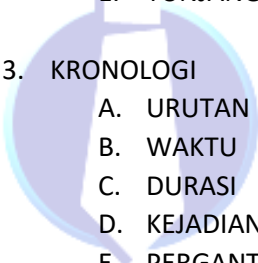 3. KRONOLOGI
A. URUTAN
B. WAKTU
C. DURASI
D. KEJADIAN